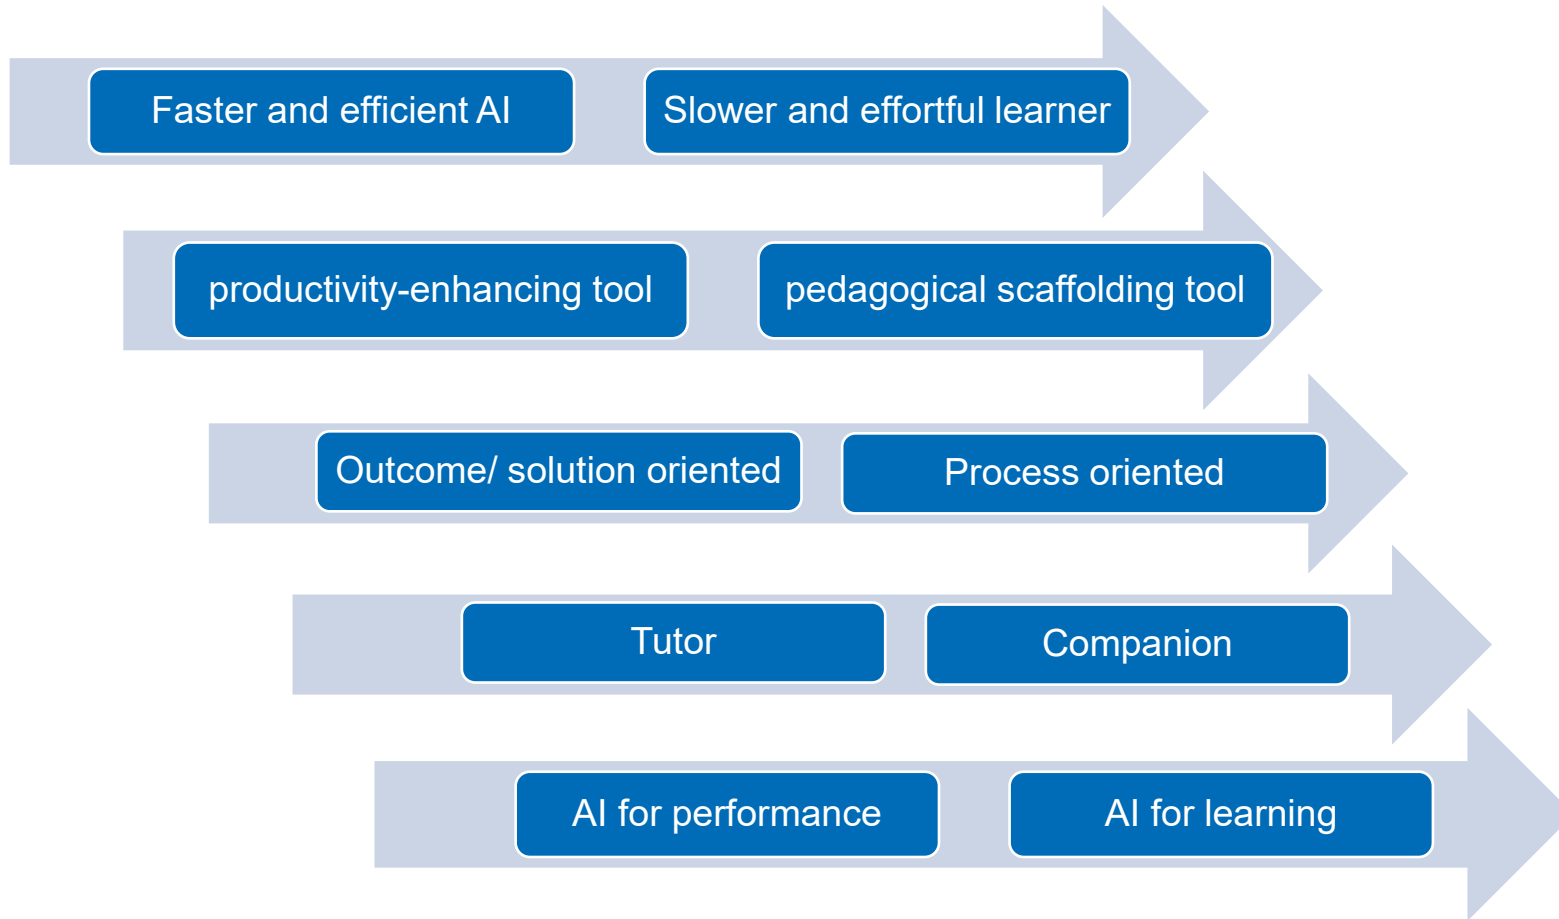 Faster and efficient AI
Slower and effortful learner
productivity-enhancing tool
pedagogical scaffolding tool
Outcome/ solution oriented
Process oriented
Tutor
Companion
AI for performance
AI for learning